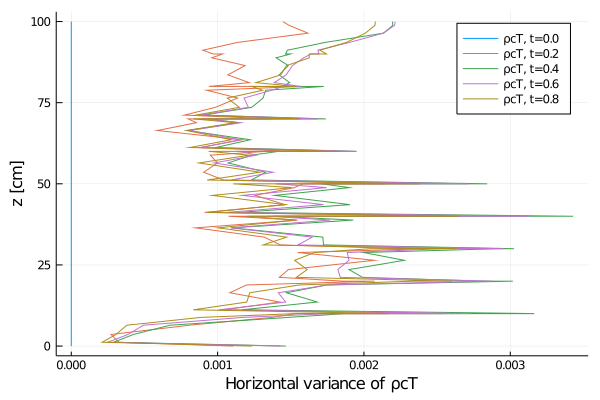 100
75
50
25
0
z [cm]
ρcT, t=0.0
ρcT, t=0.2
ρcT, t=0.4
ρcT, t=0.6
ρcT, t=0.8
0.000 0.001 0.002 0.003
Horizontal variance of ρcT